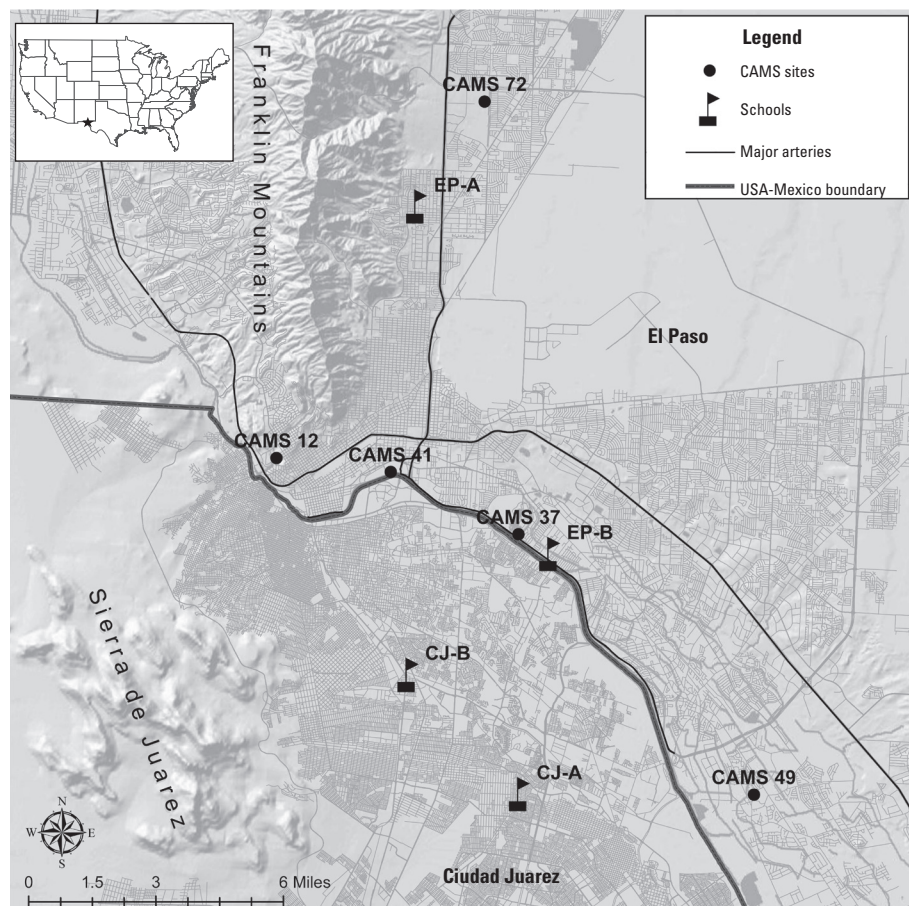 Legend
CAMS sites
Schools
Major arteries
USA-Mexico boundary
Franklin Mountains
CAMS 72
EP-A
El Paso
CAMS 12
CAMS 41
CAMS 37
EP-B
Sierra de Juarez
CJ-B
CJ-A
CAMS 49
N
W
E
S
Ciudad Juarez
0 1.5 3 6 Miles